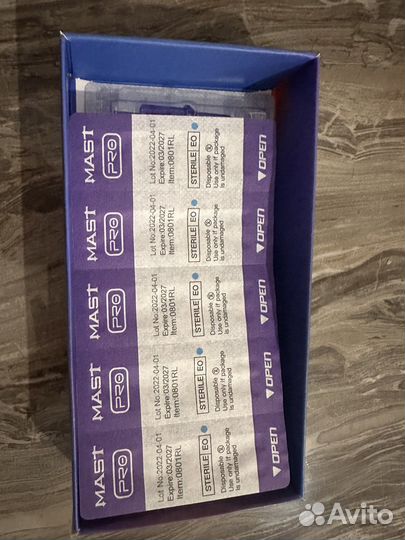 MAST
PRO
Lot No:2022-04-01
Expire:03/2027
Item:0801RL
STERILE EO
Disposable
Use only if package
is undamaged
OPEN
MAST
PRO
Lot No:2022-04-01
Expire:03/2027
Item:0801RL
STERILE EO
Disposable
Use only if package
is undamaged
OPEN
MAST
PRO
Lot No:2022-04-01
Expire:03/2027
Item:0801RL
STERILE EO
Disposable
Use only if package
is undamaged
OPEN
MAST
PRO
Lot No:2022-04-01
Expire:03/2027
Item:0801RL
STERILE EO
Disposable
Use only if package
is undamaged
OPEN
MAST
PRO
Lot No:2022-04-01
Expire:03/2027
Item:0801RL
STERILE EO
Disposable
Use only if package
is undamaged
OPEN
Avito